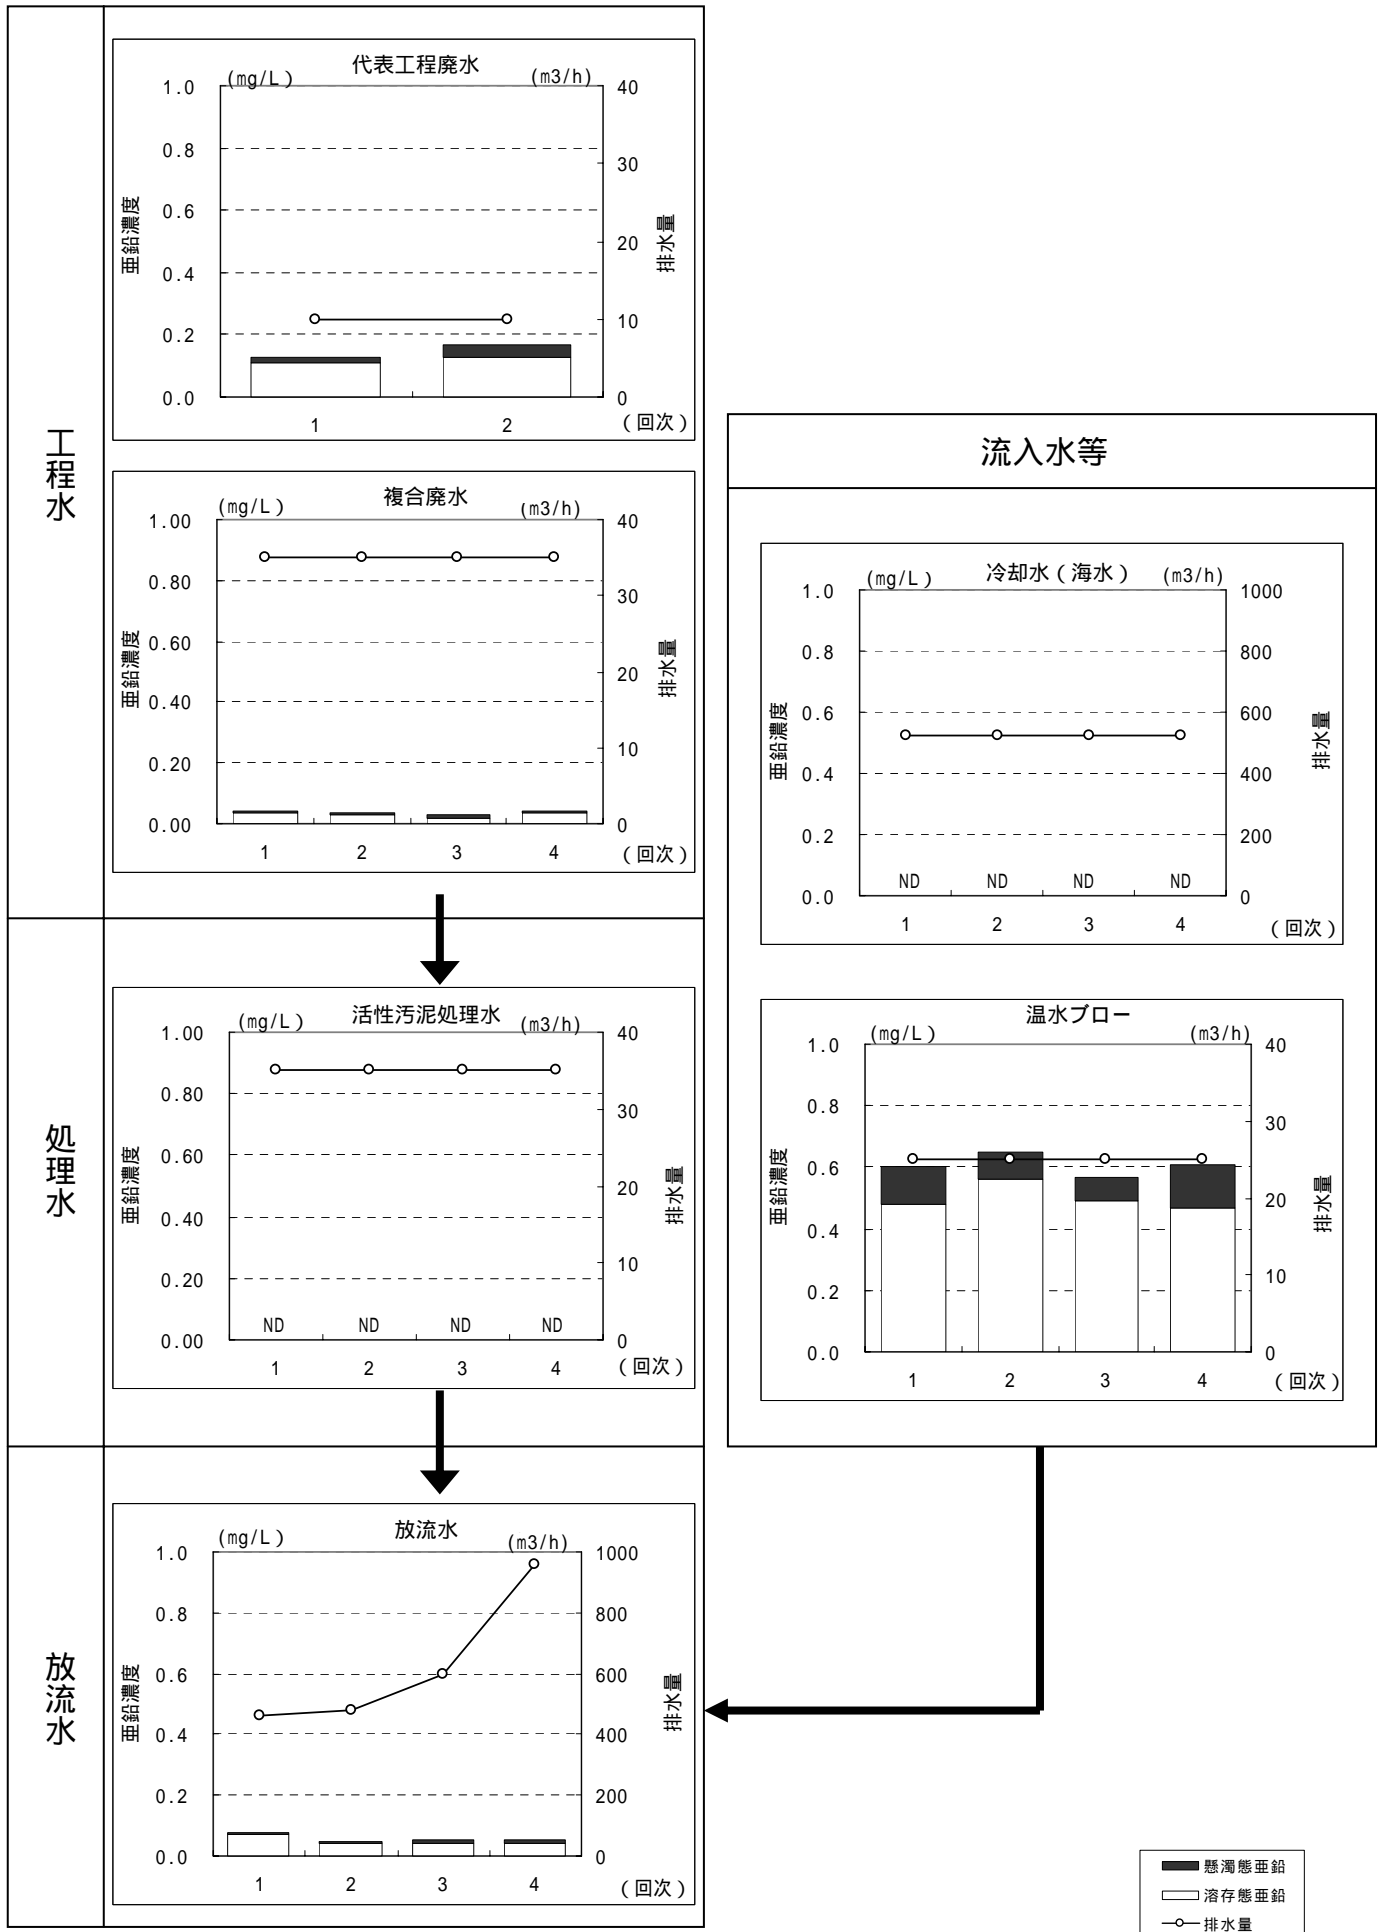 工程水
代表工程廃水
(mg/L)
(m3/h)
1.0
0.8
0.6
0.4
0.2
0.0
亜鉛濃度
40
30
20
10
0
排水量
1 2 (回次)
複合廃水
(mg/L)
(m3/h)
1.00
0.80
0.60
0.40
0.20
0.00
亜鉛濃度
40
30
20
10
0
排水量
1 2 3 4 (回次)
処理水
活性汚泥処理水
(mg/L)
(m3/h)
1.00
0.80
0.60
0.40
0.20
0.00
亜鉛濃度
40
30
20
10
0
排水量
ND ND ND ND
1 2 3 4 (回次)
放流水
放流水
(mg/L)
(m3/h)
1.0
0.8
0.6
0.4
0.2
0.0
亜鉛濃度
1000
800
600
400
200
0
排水量
1 2 3 4 (回次)
流入水等
冷却水(海水)
(mg/L)
(m3/h)
1.0
0.8
0.6
0.4
0.2
0.0
亜鉛濃度
1000
800
600
400
200
0
排水量
ND ND ND ND
1 2 3 4 (回次)
温水ブロー
(mg/L)
(m3/h)
1.0
0.8
0.6
0.4
0.2
0.0
亜鉛濃度
40
30
20
10
0
排水量
1 2 3 4 (回次)
懸濁態亜鉛
溶存態亜鉛
排水量